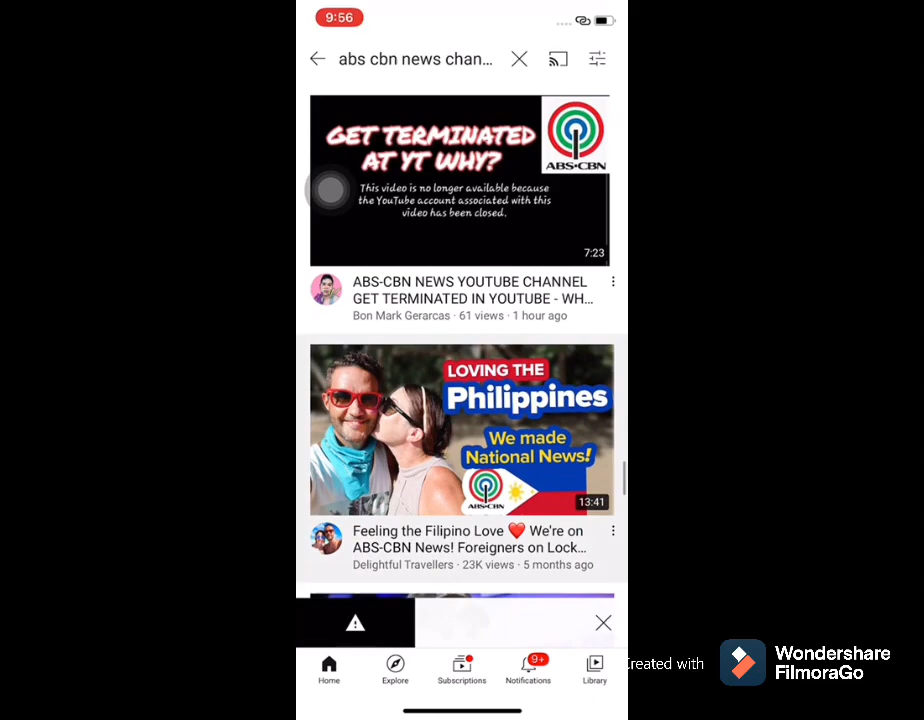 9:56
abs cbn news chan...
GET TERMINATED
AT YT WHY?
ABS-CBN
This video is no longer available because
the YouTube account associated with this
video has been closed.
7:23
ABS-CBN NEWS YOUTUBE CHANNEL
GET TERMINATED IN YOUTUBE - WH...
Bon Mark Gerarcas · 61 views · 1 hour ago
LOVING THE
Philippines
We made
National News!
ABS-CBN
13:41
Feeling the Filipino Love ❤️ We're on
ABS-CBN News! Foreigners on Lock...
Delightful Travellers · 23K views · 5 months ago
9+
Home Explore Subscriptions Notifications Library
Created with
Wondershare
FilmoraGo